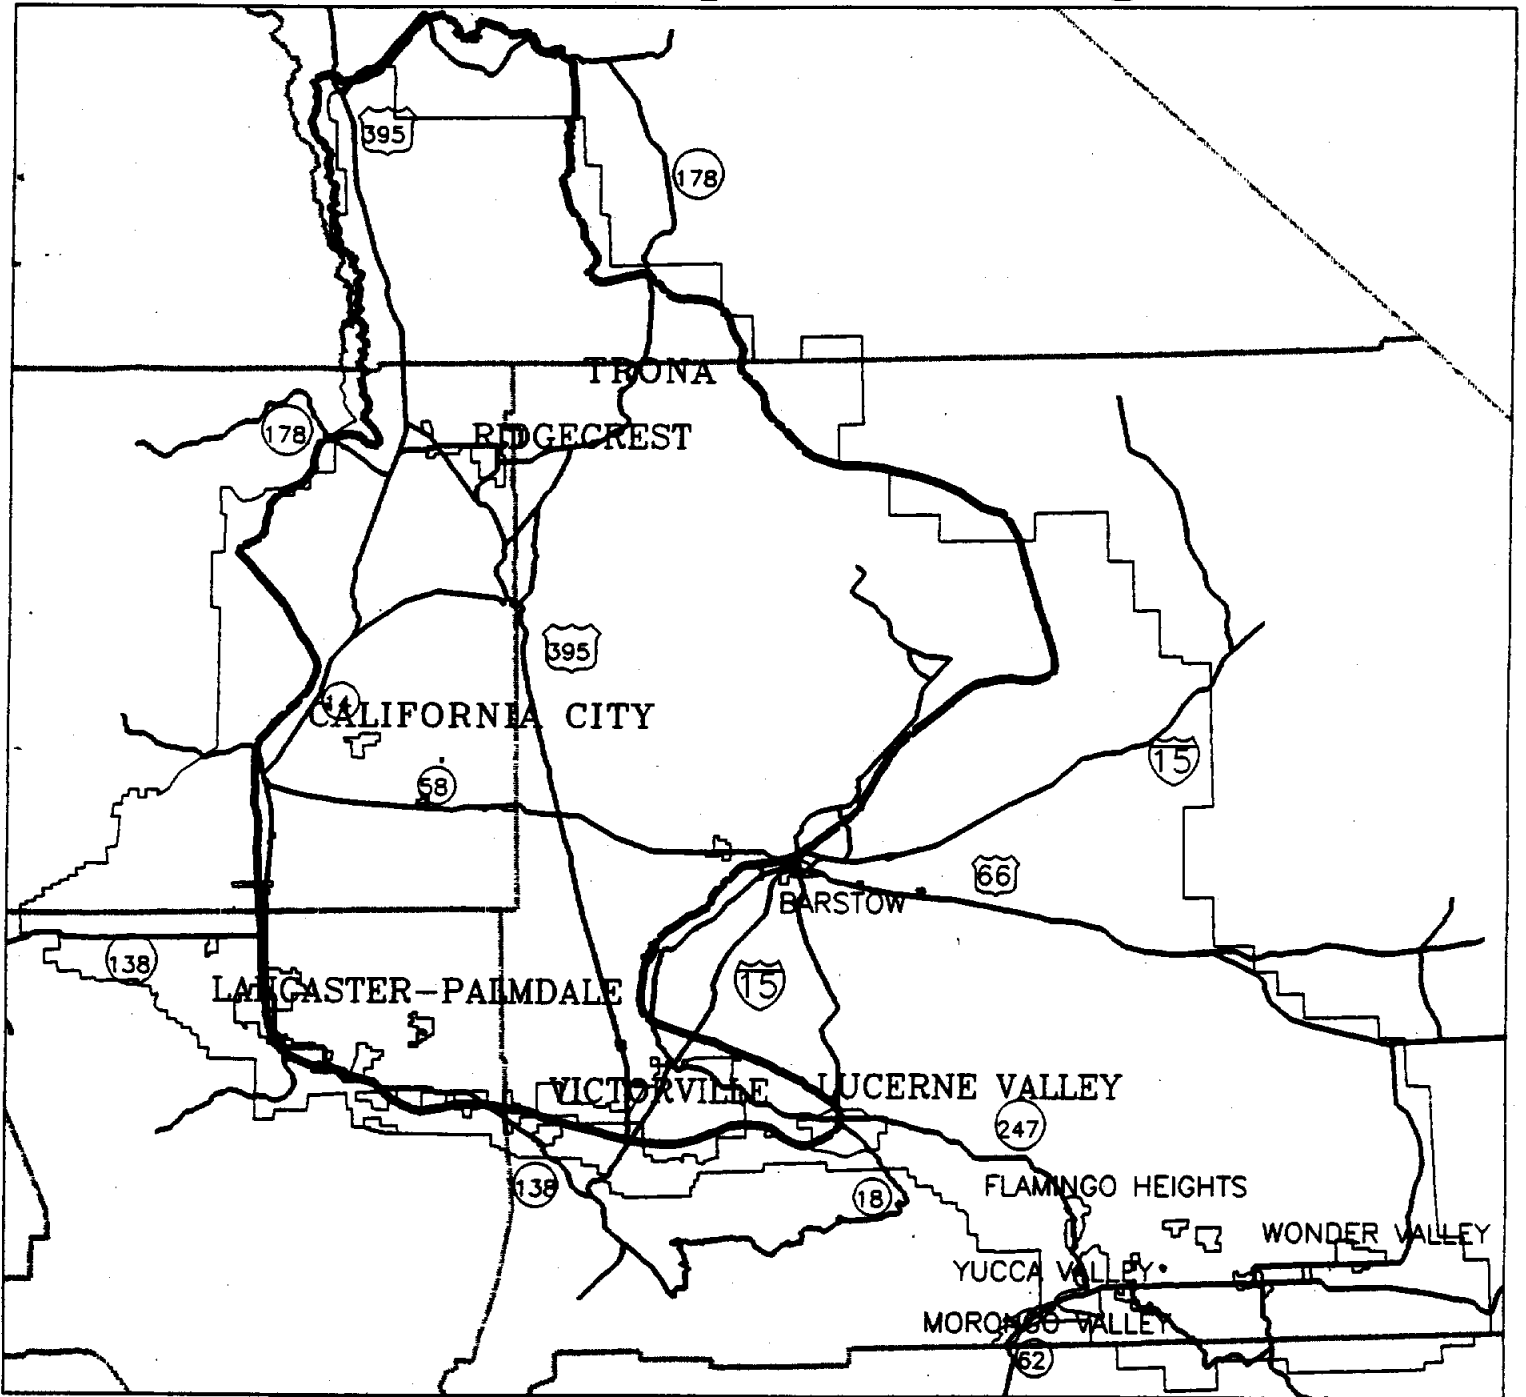 395
178
TRONA
178
RIDGECREST
395
14
CALIFORNIA CITY
15
58
66
BARSTOW
138
15
LANCASTER-PALMDALE
VICTORVILLE
LUCERNE VALLEY
247
138
18
FLAMINGO HEIGHTS
WONDER VALLEY
YUCCA VALLEY
MORONGO VALLEY
62